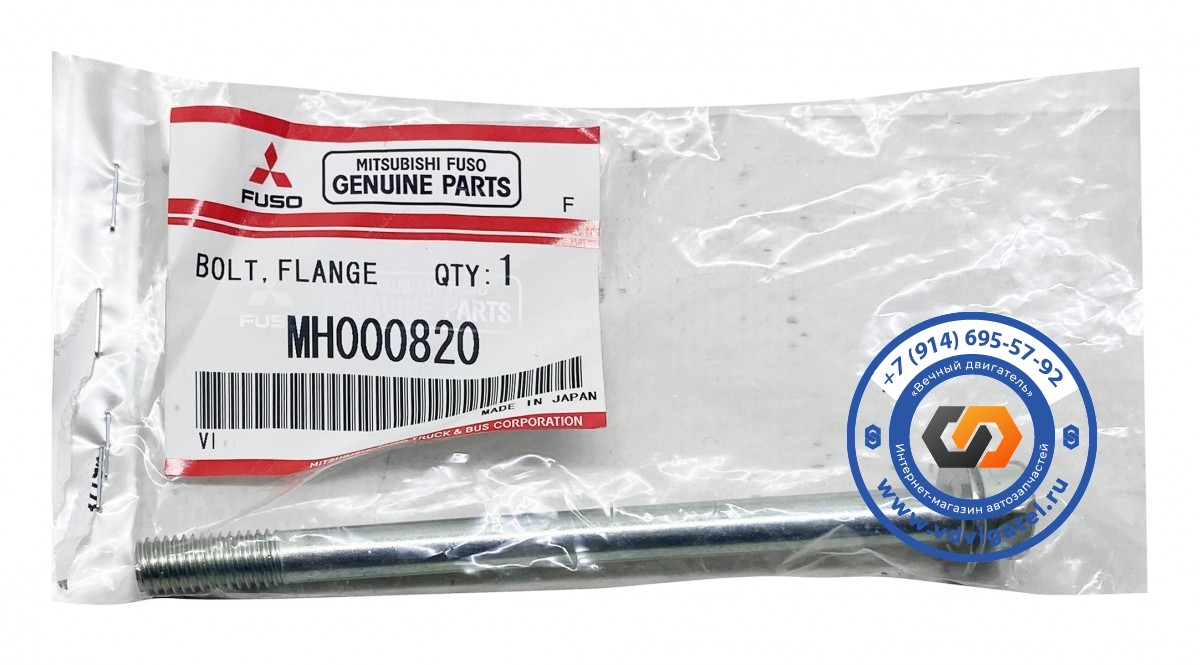 FUSO
MITSUBISHI FUSO
GENUINE PARTS
F
BOLT, FLANGE QTY: 1
MH000820
MADE IN JAPAN
VI
TRUCK & BUS CORPORATION
+7 (914) 695-57-92
«Вечный двигатель»
Интернет-магазин автозапчастей
www.vdvigatel.ru